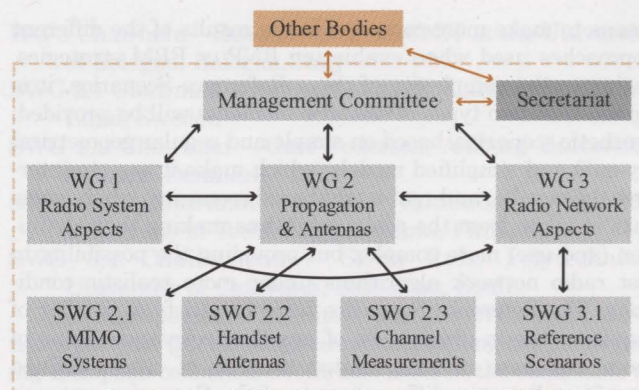 Other Bodies
Management Committee
Secretariat
WG 1
Radio System
Aspects
WG 2
Propagation
& Antennas
WG 3
Radio Network
Aspects
SWG 2.1
MIMO
Systems
SWG 2.2
Handset
Antennas
SWG 2.3
Channel
Measurements
SWG 3.1
Reference
Scenarios